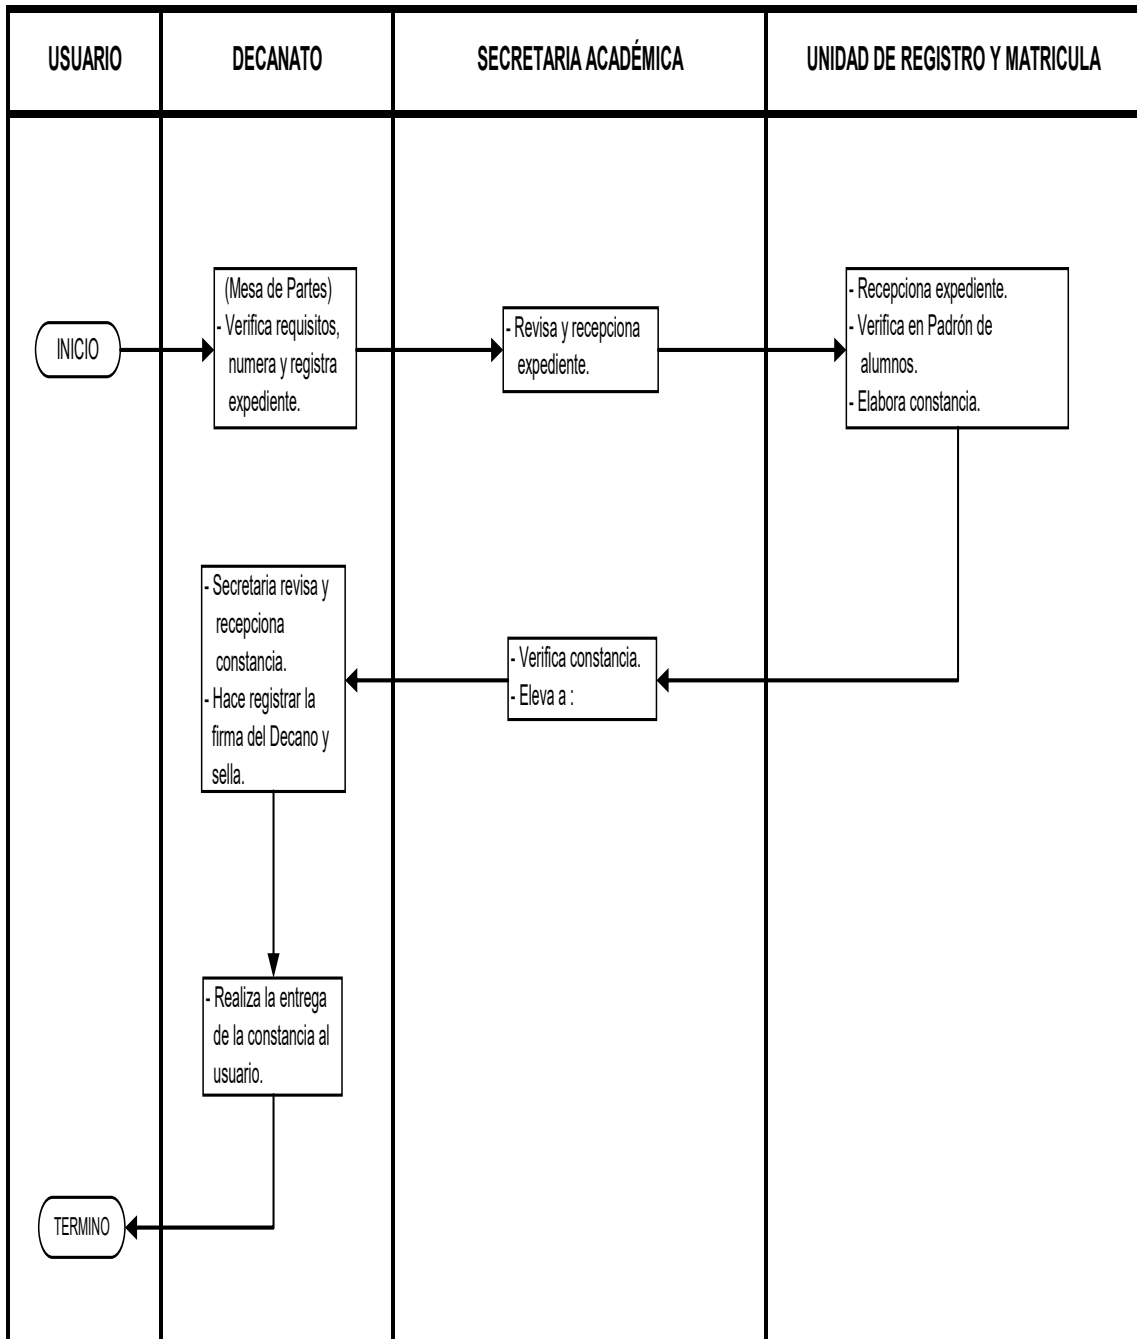 USUARIO
DECANATO
SECRETARIA ACADÉMICA
UNIDAD DE REGISTRO Y MATRICULA
INICIO
(Mesa de Partes)
- Verifica requisitos,
numera y registra
expediente.
- Revisa y recepciona
expediente.
- Recepciona expediente.
- Verifica en Padrón de
alumnos.
- Elabora constancia.
- Verifica constancia.
- Eleva a :
- Secretaria revisa y
recepciona
constancia.
- Hace registrar la
firma del Decano y
sella.
- Realiza la entrega
de la constancia al
usuario.
TERMINO